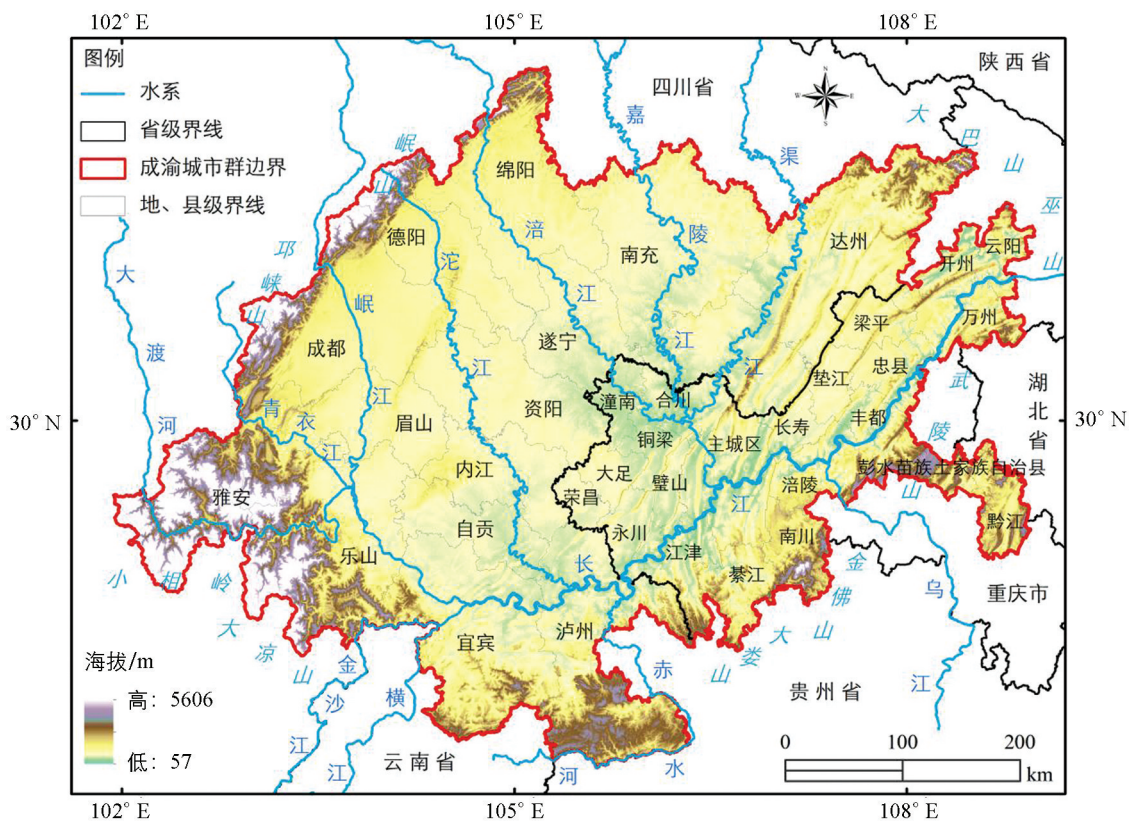 102° E 105° E 108° E
图例
水系
省级界线
成渝城市群边界
地、县级界线
四川省
陕西省
N
W E
S
大巴山
巫山
岷山
嘉陵江
渠江
绵阳
德阳
涪江
沱江
南充
达州
开州
云阳
邛崃山
大渡河
岷江
成都
遂宁
梁平
万州
垫江
忠县
武陵山
湖北省
30° N
30° N
青衣江
眉山
资阳
潼南
合川
铜梁
主城区
长寿
丰都
雅安
内江
大足
荣昌
璧山
涪陵
彭水苗族土家族自治县
黔江
自贡
永川
江津
南川
綦江
长江
乐山
小相岭
大凉山
金佛山
乌江
重庆市
宜宾
泸州
大娄山
赤水河
贵州省
金沙江
横江
云南省
海拔/m
高：5606
低：57
0 100 200
km
102° E 105° E 108° E